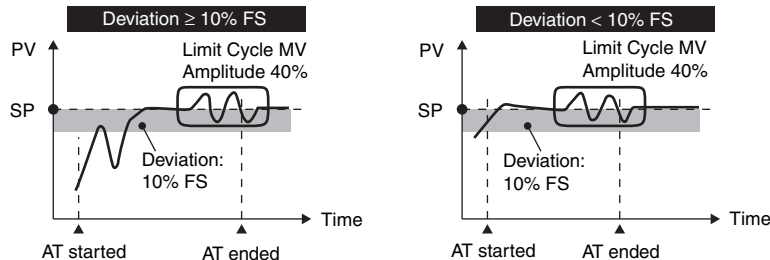 Deviation ≥ 10% FS
PV
Limit Cycle MV
Amplitude 40%
SP
Deviation:
10% FS
Time
AT started
AT ended
Deviation < 10% FS
PV
Limit Cycle MV
Amplitude 40%
SP
Deviation:
10% FS
Time
AT started
AT ended